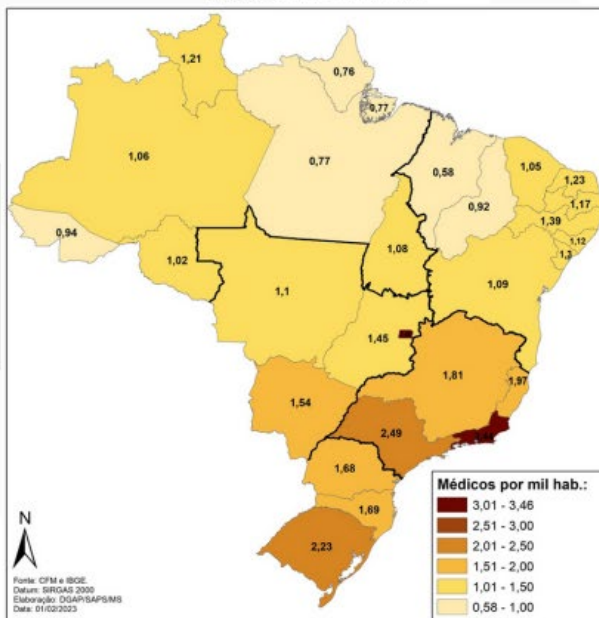 1,21
0,76
0,77
1,06
0,77
0,58
1,05
1,23
1,17
0,92
1,39
1,12
0,94
1,02
1,08
1,3
1,1
1,09
1,45
1,81
1,97
1,54
2,49
1,68
1,69
2,23
N
Fonte: CFM e IBGE.
Datum: SIRGAS 2000
Elaboração: DGAP/SAPS/MS.
Data: 01/02/2023
Médicos por mil hab.:
3,01 - 3,46
2,51 - 3,00
2,01 - 2,50
1,51 - 2,00
1,01 - 1,50
0,58 - 1,00